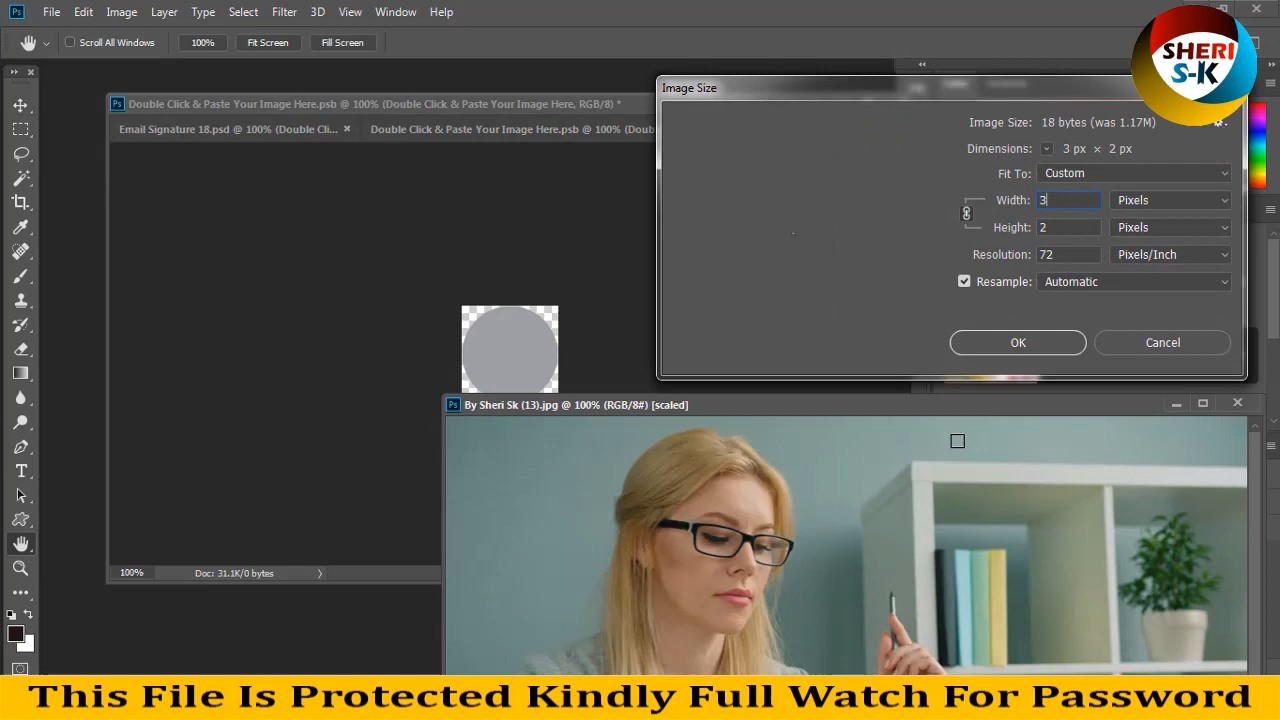 File Edit Image Layer Type Select Filter 3D View Window Help
Scroll All Windows 100% Fit Screen Fill Screen
SHERI
S-K
Double Click & Paste Your Image Here.psb @ 100% (Double Click & Paste Your Image Here, RGB/8) *
Email Signature 18.psd @ 100% (Double Cli...
Double Click & Paste Your Image Here.psb @ 100% (Doub
Image Size
Image Size: 18 bytes (was 1.17M)
Dimensions: 3 px × 2 px
Fit To: Custom
Width: 3 Pixels
Height: 2 Pixels
Resolution: 72 Pixels/Inch
Resample: Automatic
OK Cancel
By Sheri Sk (13).jpg @ 100% (RGB/8#) [scaled]
100% Doc: 31.1K/0 bytes
This File Is Protected Kindly Full Watch For Password